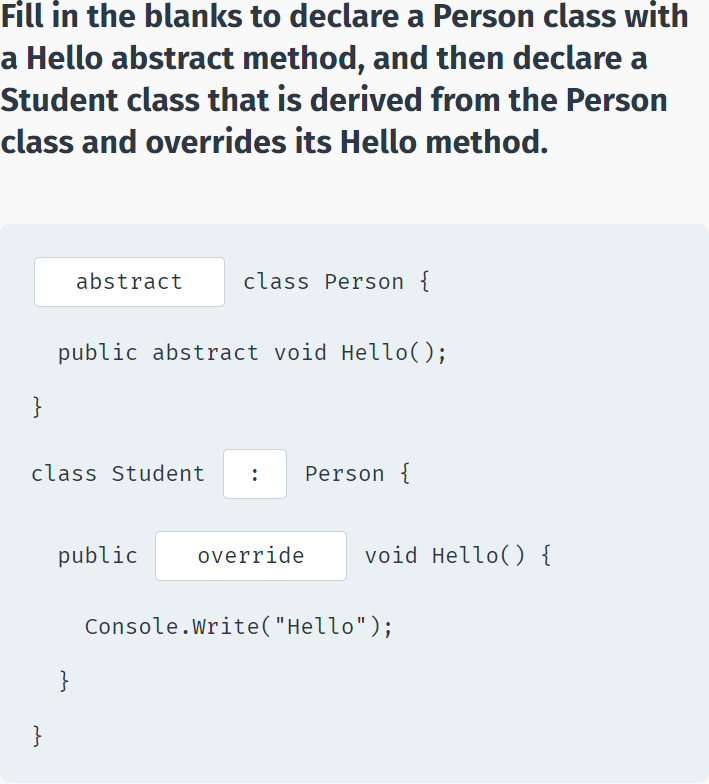 Fill in the blanks to declare a Person class with
a Hello abstract method, and then declare a
Student class that is derived from the Person
class and overrides its Hello method.
abstract class Person {
public abstract void Hello();
}
class Student : Person {
public override void Hello() {
Console.Write("Hello");
}
}